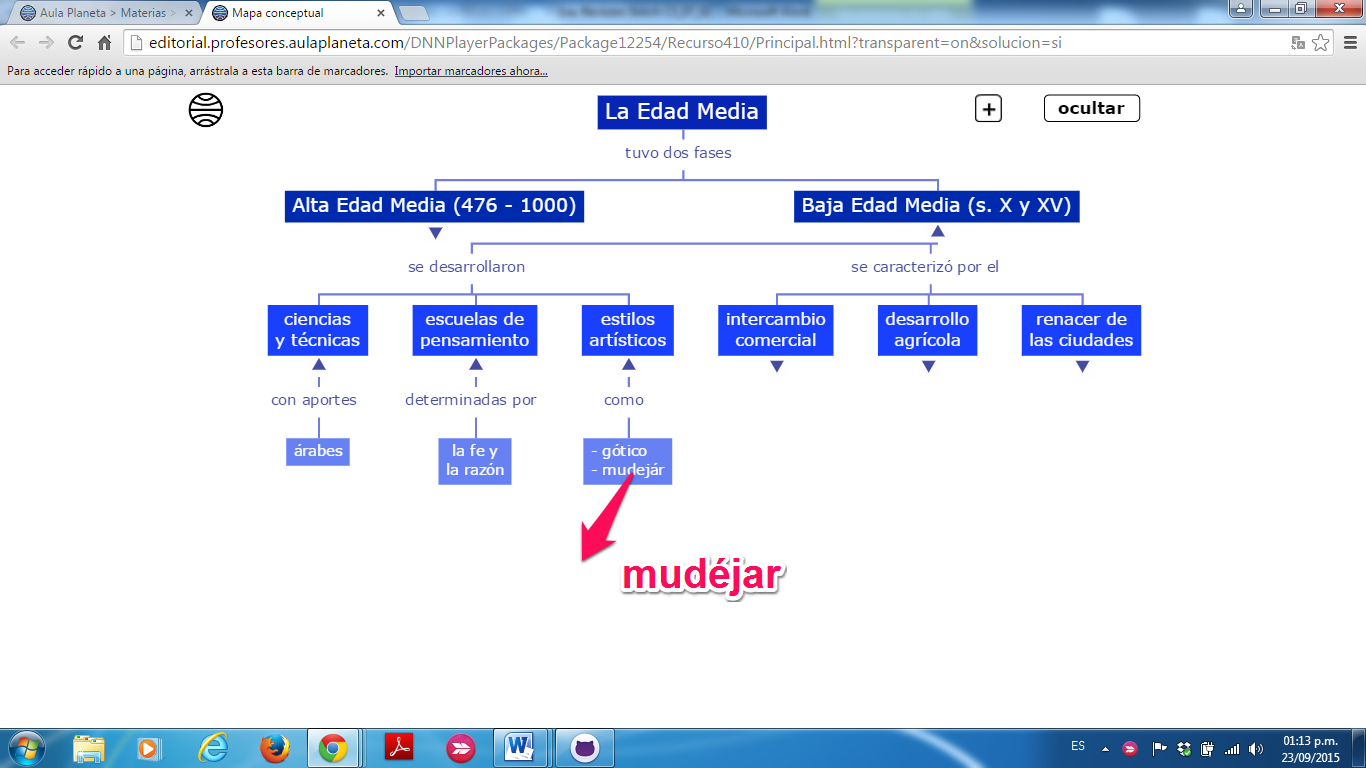 Aula Planeta > Materias >
Mapa conceptual
editorial.profesores.aulaplaneta.com/DNNPlayerPackages/Package12254/Recurso410/Principal.html?transparent=on&solucion=si
Para acceder rápido a una página, arrástrala a esta barra de marcadores. Importar marcadores ahora...
La Edad Media
+
ocultar
tuvo dos fases
Alta Edad Media (476 - 1000)
Baja Edad Media (s. X y XV)
se desarrollaron
se caracterizó por el
ciencias
y técnicas
escuelas de
pensamiento
estilos
artísticos
intercambio
comercial
desarrollo
agrícola
renacer de
las ciudades
con aportes
determinadas por
como
árabes
la fe y
la razón
- gótico
- mudejár
mudéjar
ES
01:13 p.m.
23/09/2015